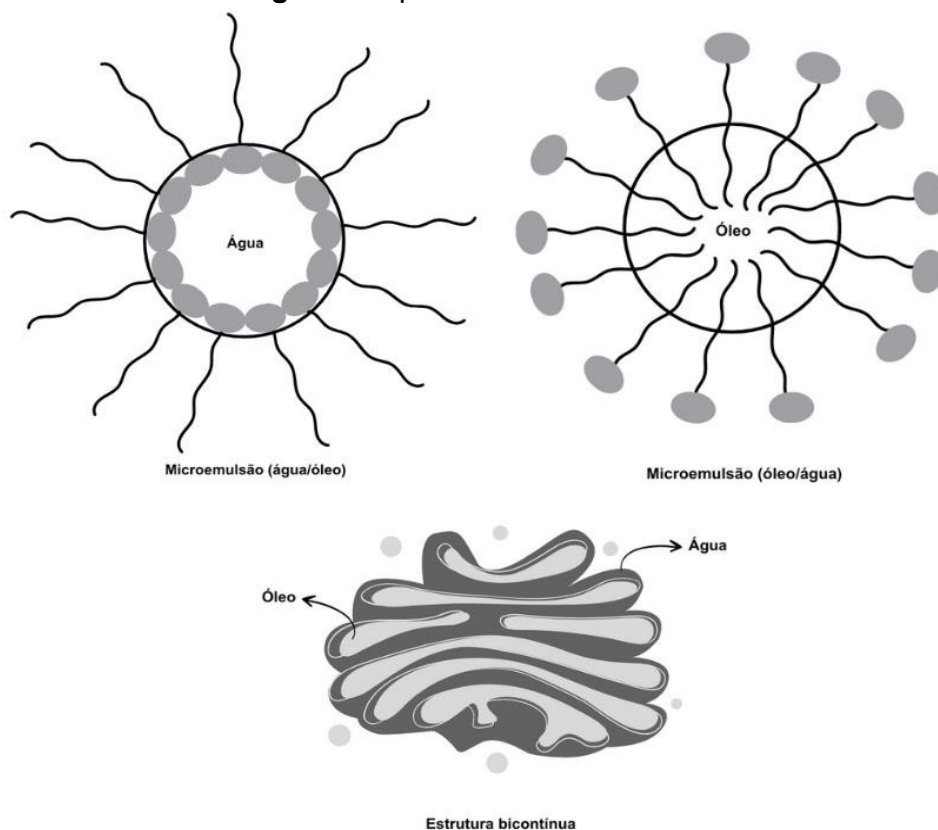 Água
Óleo
Microemulsão (água/óleo)
Microemulsão (óleo/água)
Água
Óleo
Estrutura bicontínua